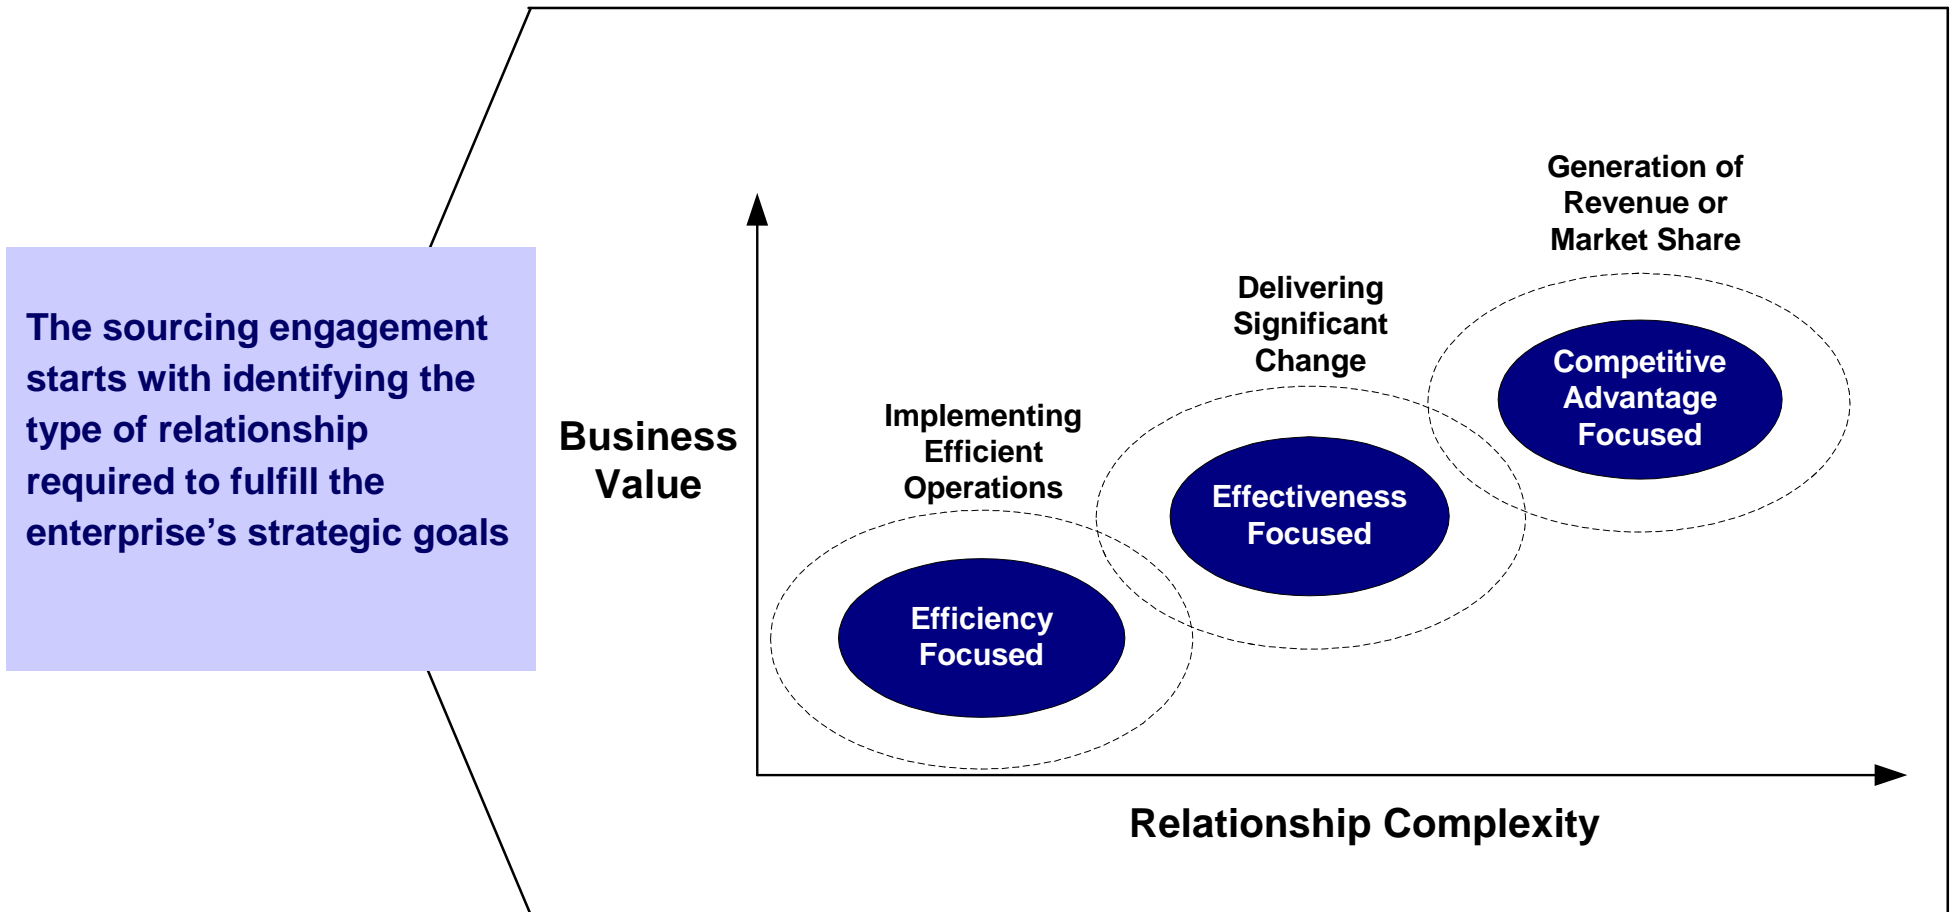 The sourcing engagement
starts with identifying the
type of relationship
required to fulfill the
enterprise’s strategic goals
Business
Value
Implementing
Efficient
Operations
Efficiency
Focused
Delivering
Significant
Change
Effectiveness
Focused
Generation of
Revenue or
Market Share
Competitive
Advantage
Focused
Relationship Complexity